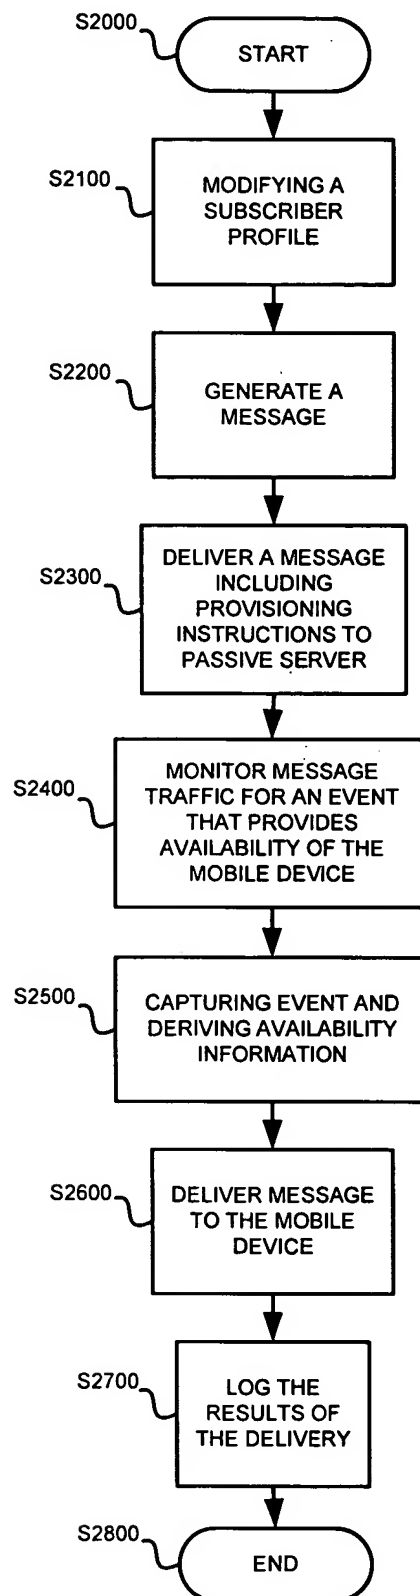 S2000
START
S2100
MODIFYING A
SUBSCRIBER
PROFILE
S2200
GENERATE A
MESSAGE
S2300
DELIVER A MESSAGE
INCLUDING
PROVISIONING
INSTRUCTIONS TO
PASSIVE SERVER
S2400
MONITOR MESSAGE
TRAFFIC FOR AN EVENT
THAT PROVIDES
AVAILABILITY OF THE
MOBILE DEVICE
S2500
CAPTURING EVENT AND
DERIVING AVAILABILITY
INFORMATION
S2600
DELIVER MESSAGE
TO THE MOBILE
DEVICE
S2700
LOG THE
RESULTS OF
THE DELIVERY
S2800
END